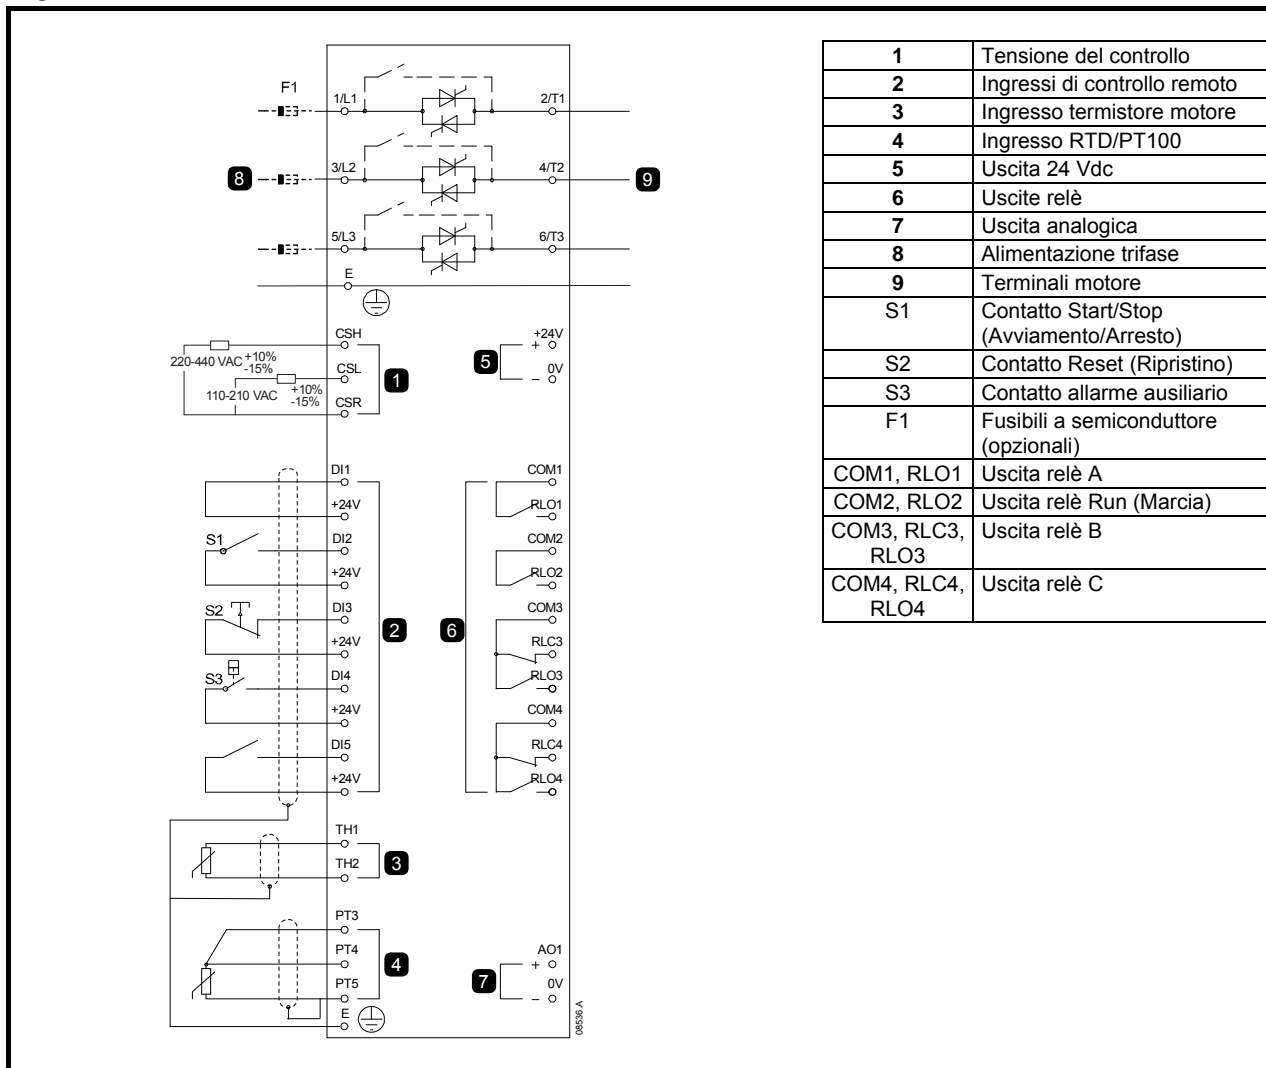 F1
1/L1
2/T1
3/L2
4/T2
8
9
5/L3
6/T3
E
CSH
+24V
220-440 VAC +10% -15%
+
5
0V
CSL
1
–
110-210 VAC +10% -15%
CSR
DI1
COM1
+24V
RLO1
S1
DI2
COM2
+24V
RLO2
S2
DI3
COM3
2
6
+24V
RLC3
S3
DI4
RLO3
+24V
COM4
DI5
RLC4
+24V
RLO4
TH1
TH2
3
PT3
PT4
AO1
4
+
7
PT5
0V
–
E
08536.A
1 Tensione del controllo
2 Ingressi di controllo remoto
3 Ingresso termistore motore
4 Ingresso RTD/PT100
5 Uscita 24 Vdc
6 Uscite relè
7 Uscita analogica
8 Alimentazione trifase
9 Terminali motore
S1 Contatto Start/Stop
(Avviamento/Arresto)
S2 Contatto Reset (Ripristino)
S3 Contatto allarme ausiliario
F1 Fusibili a semiconduttore
(opzionali)
COM1, RLO1 Uscita relè A
COM2, RLO2 Uscita relè Run (Marcia)
COM3, RLC3, Uscita relè B
RLO3
COM4, RLC4, Uscita relè C
RLO4